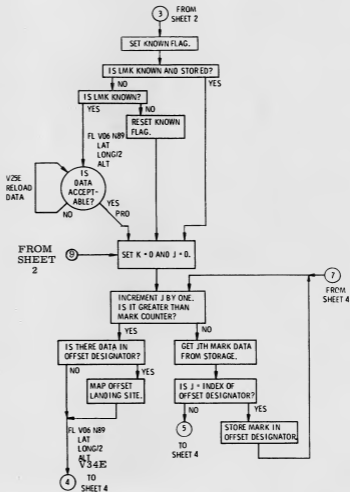 3
FROM
SHEET 2
SET KNOWN FLAG.
IS LMK KNOWN AND STORED?
NO
YES
IS LMK KNOWN?
YES
NO
RESET KNOWN
FLAG.
FL V06 N89
LAT
LONG/2
ALT
V25E
RELOAD
DATA
IS
DATA
ACCEPT-
ABLE?
NO
YES
PRO
FROM
SHEET
2
9
SET K = 0 AND J = 0.
7
FROM
SHEET 4
INCREMENT J BY ONE.
IS IT GREATER THAN
MARK COUNTER?
YES
NO
IS THERE DATA IN
OFFSET DESIGNATOR?
GET JTH MARK DATA
FROM STORAGE.
NO
YES
MAP OFFSET
LANDING SITE.
IS J = INDEX OF
OFFSET DESIGNATOR?
NO
YES
5
TO
SHEET 4
STORE MARK IN
OFFSET DESIGNATOR.
FL V06 N89
LAT
LONG/2
ALT
V34E
4
TO
SHEET 4